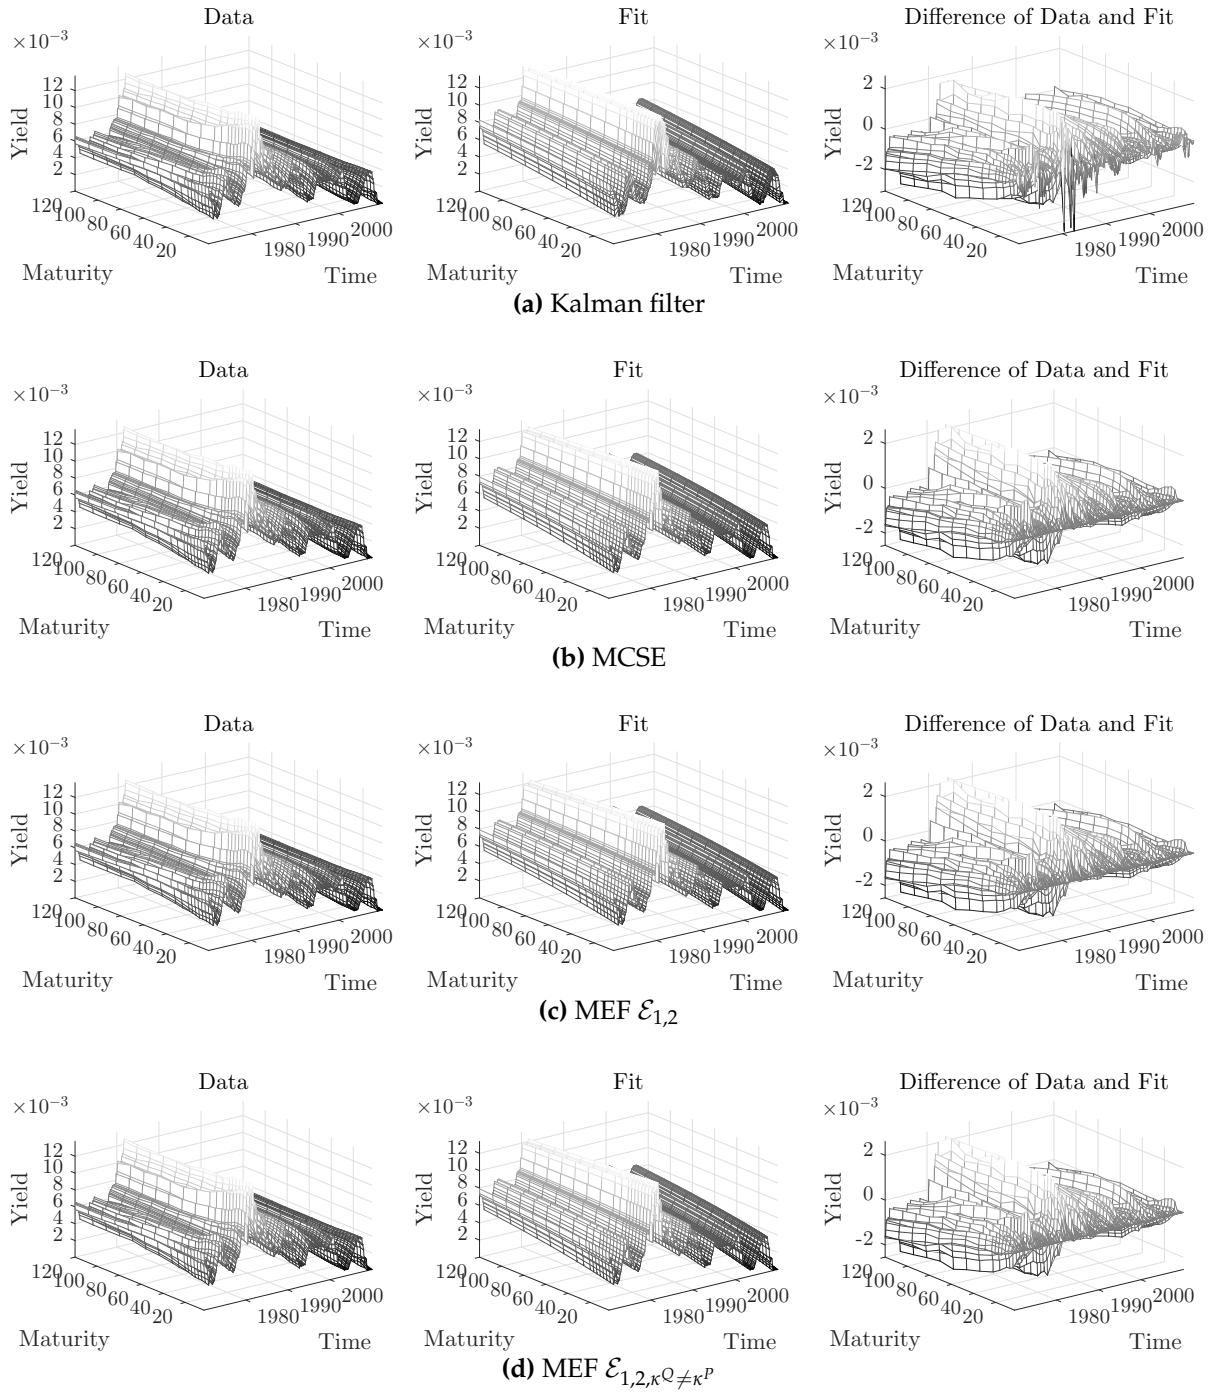 Data Fit Difference of Data and Fit
×10⁻³ ×10⁻³ ×10⁻³
12 10 8 6 4 2 Yield 12 10 8 6 4 2 Yield 2 0 -2 Yield
120 100 80 60 40 20 1980 1990 2000 120 100 80 60 40 20 1980 1990 2000 120 100 80 60 40 20 1980 1990 2000
Maturity Time Maturity Time Maturity Time
(a) Kalman filter
Data Fit Difference of Data and Fit
×10⁻³ ×10⁻³ ×10⁻³
12 10 8 6 4 2 Yield 12 10 8 6 4 2 Yield 2 0 -2 Yield
120 100 80 60 40 20 1980 1990 2000 120 100 80 60 40 20 1980 1990 2000 120 100 80 60 40 20 1980 1990 2000
Maturity Time Maturity Time Maturity Time
(b) MCSE
Data Fit Difference of Data and Fit
×10⁻³ ×10⁻³ ×10⁻³
12 10 8 6 4 2 Yield 12 10 8 6 4 2 Yield 2 0 -2 Yield
120 100 80 60 40 20 1980 1990 2000 120 100 80 60 40 20 1980 1990 2000 120 100 80 60 40 20 1980 1990 2000
Maturity Time Maturity Time Maturity Time
(c) MEF ℰ1,2
Data Fit Difference of Data and Fit
×10⁻³ ×10⁻³ ×10⁻³
12 10 8 6 4 2 Yield 12 10 8 6 4 2 Yield 2 0 -2 Yield
120 100 80 60 40 20 1980 1990 2000 120 100 80 60 40 20 1980 1990 2000 120 100 80 60 40 20 1980 1990 2000
Maturity Time Maturity Time Maturity Time
(d) MEF ℰ1,2,κ^Q≠κ^P